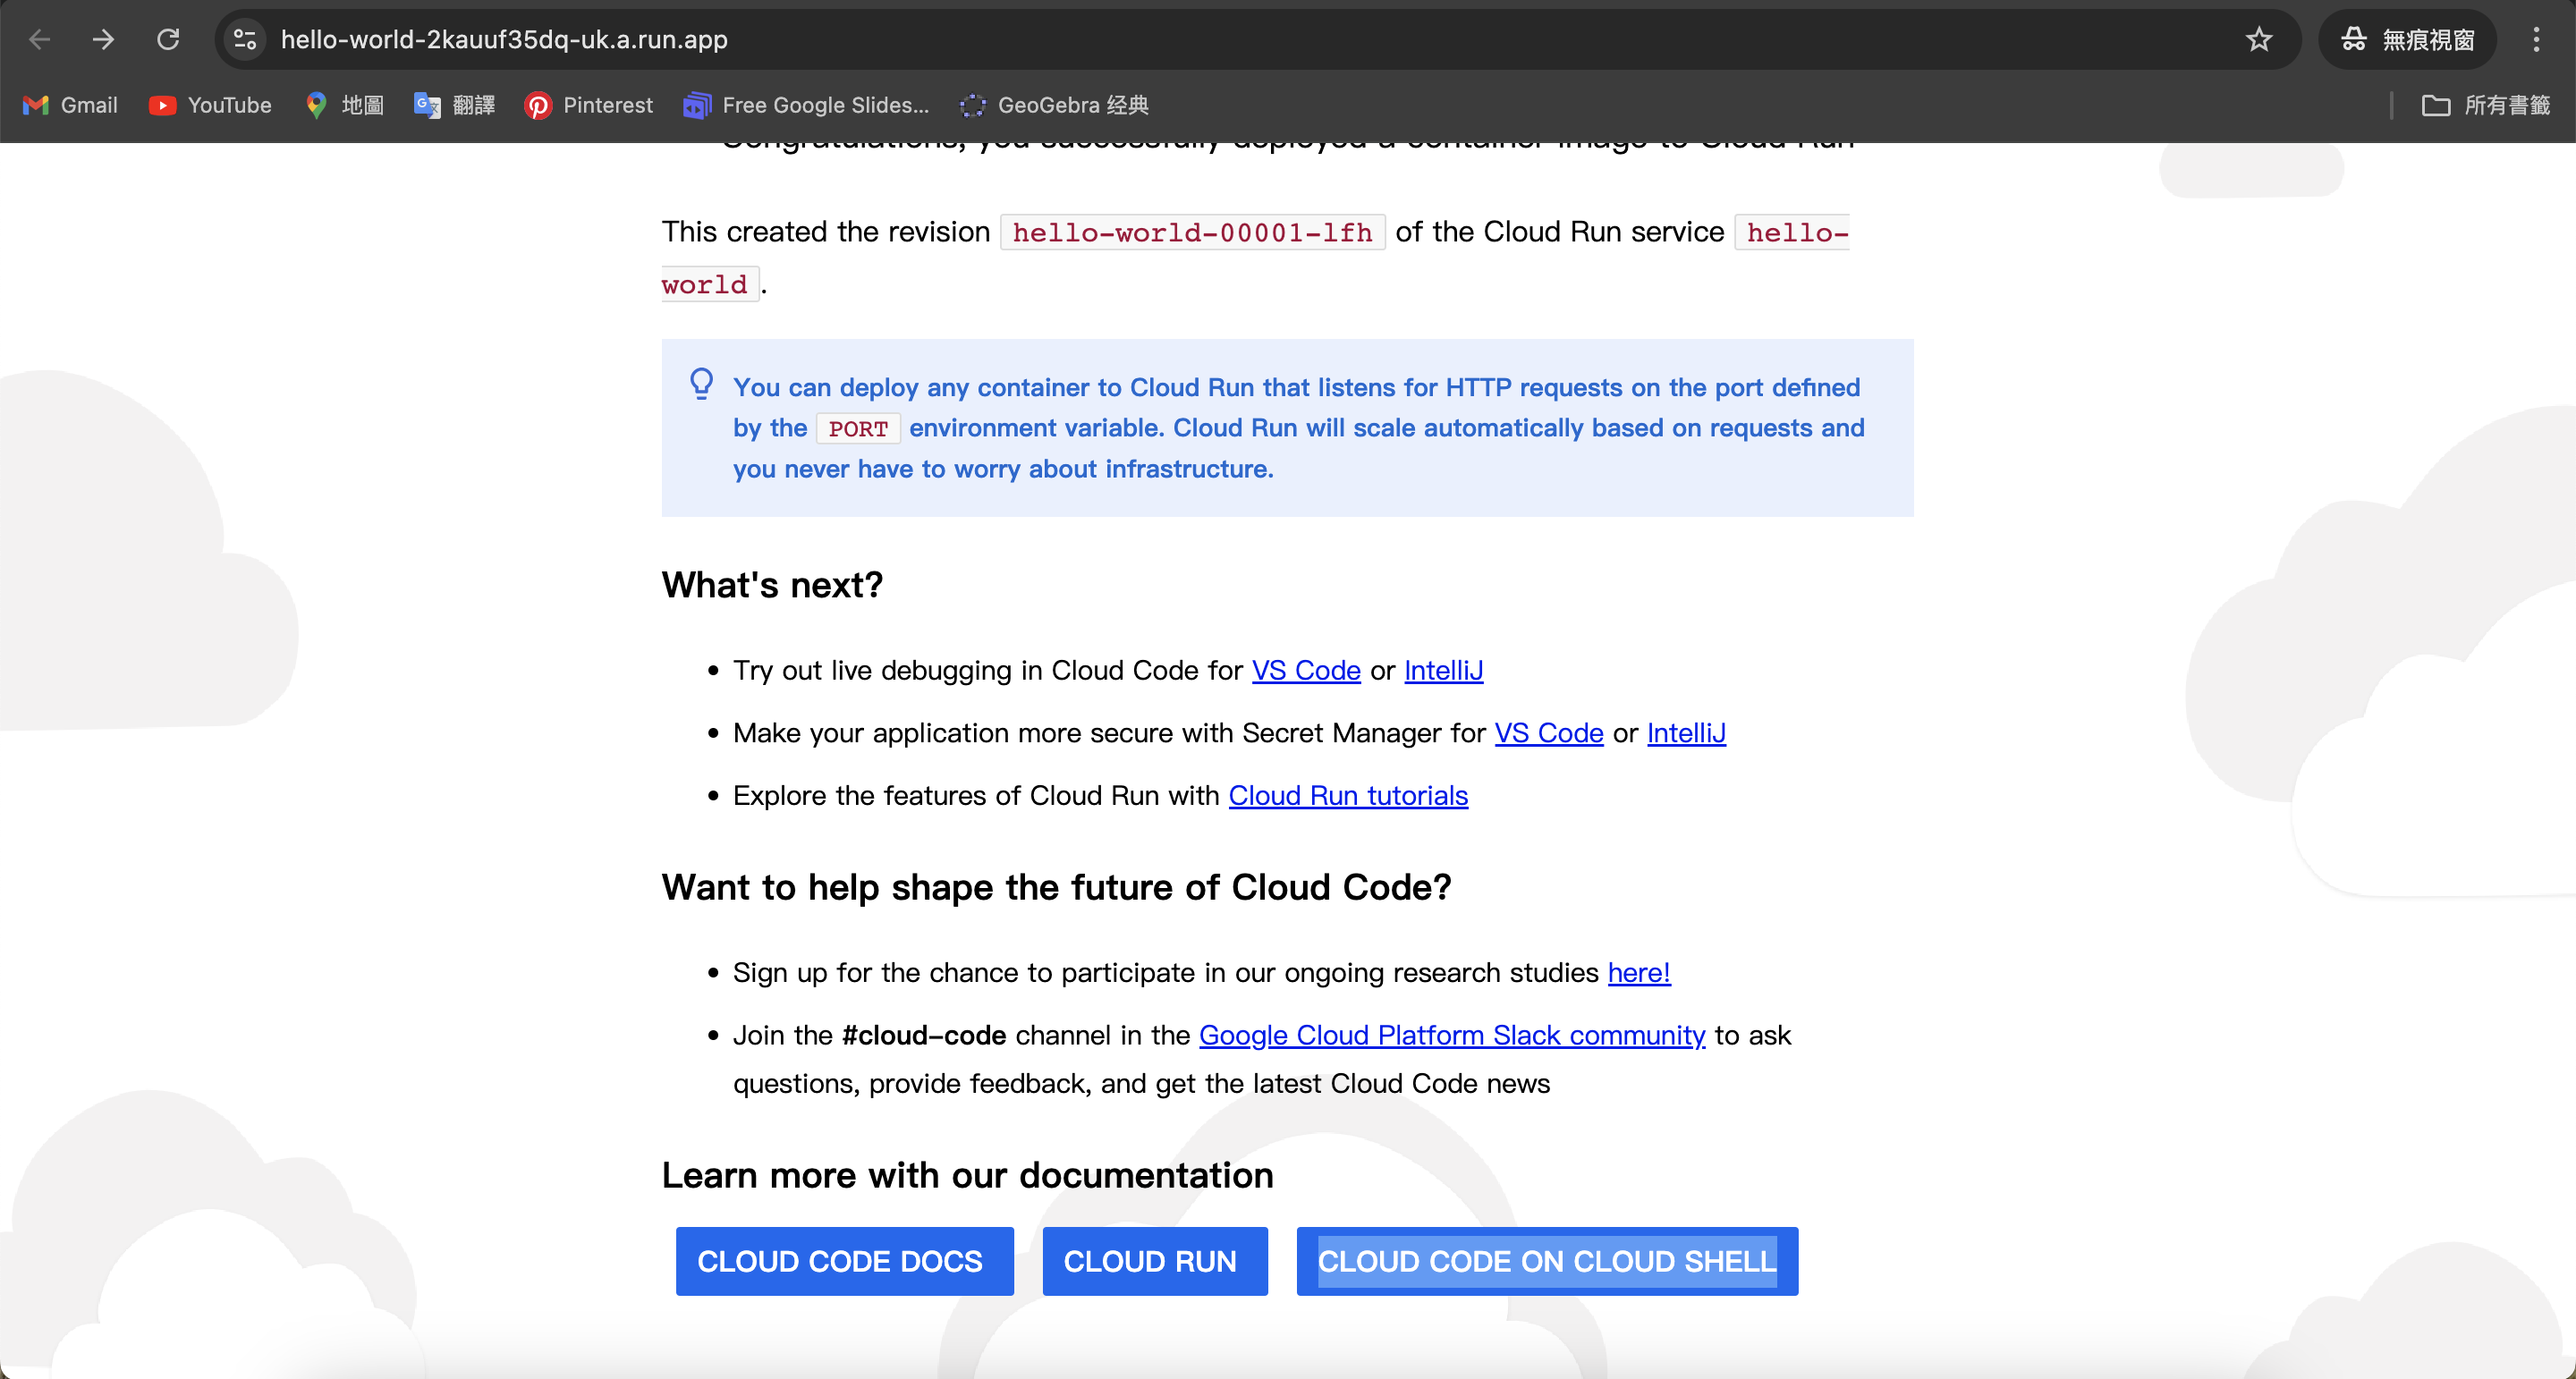 hello-world-2kauuf35dq-uk.a.run.app
無痕視窗
Gmail
YouTube
地圖
翻譯
Pinterest
Free Google Slides...
GeoGebra 经典
所有書籤
Congratulations, you successfully deployed a container image to Cloud Run
This created the revision hello-world-00001-lfh of the Cloud Run service hello-
world .
You can deploy any container to Cloud Run that listens for HTTP requests on the port defined
by the PORT environment variable. Cloud Run will scale automatically based on requests and
you never have to worry about infrastructure.
What's next?
• Try out live debugging in Cloud Code for VS Code or IntelliJ
• Make your application more secure with Secret Manager for VS Code or IntelliJ
• Explore the features of Cloud Run with Cloud Run tutorials
Want to help shape the future of Cloud Code?
• Sign up for the chance to participate in our ongoing research studies here!
• Join the #cloud-code channel in the Google Cloud Platform Slack community to ask
questions, provide feedback, and get the latest Cloud Code news
Learn more with our documentation
CLOUD CODE DOCS
CLOUD RUN
CLOUD CODE ON CLOUD SHELL